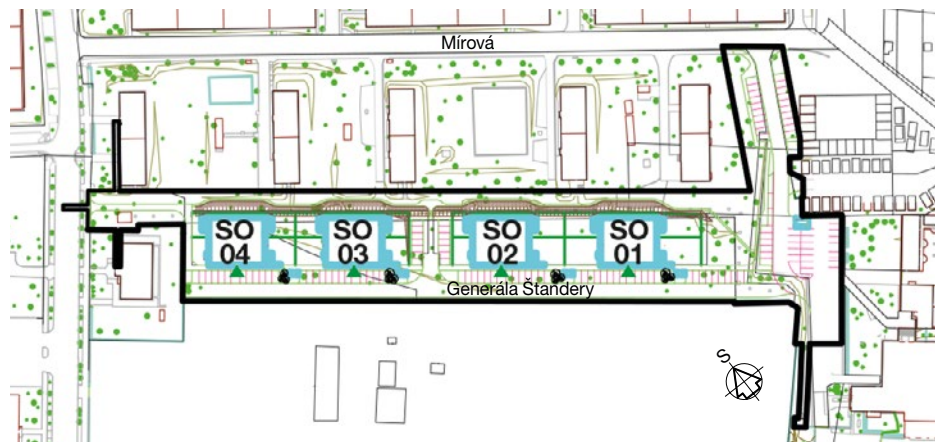 Mírová
SO 04
SO 03
SO 02
SO 01
Generála Štandery
S